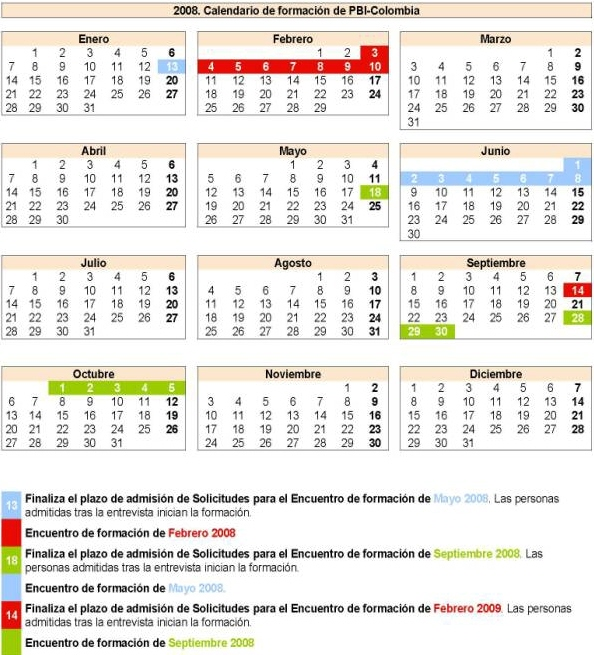 2008. Calendario de formación de PBI-Colombia
Enero
1 2 3 4 5 6
7 8 9 10 11 12 13
14 15 16 17 18 19 20
21 22 23 24 25 26 27
28 29 30 31
Febrero
1 2 3
4 5 6 7 8 9 10
11 12 13 14 15 16 17
18 19 20 21 22 23 24
25 26 27 28 29
Marzo
1 2
3 4 5 6 7 8 9
10 11 12 13 14 15 16
17 18 19 20 21 22 23
24 25 26 27 28 29 30
31
Abril
1 2 3 4 5 6
7 8 9 10 11 12 13
14 15 16 17 18 19 20
21 22 23 24 25 26 27
28 29 30
Mayo
1 2 3 4
5 6 7 8 9 10 11
12 13 14 15 16 17 18
19 20 21 22 23 24 25
26 27 28 29 30 31
Junio
1
2 3 4 5 6 7 8
9 10 11 12 13 14 15
16 17 18 19 20 21 22
23 24 25 26 27 28 29
30
Julio
1 2 3 4 5 6
7 8 9 10 11 12 13
14 15 16 17 18 19 20
21 22 23 24 25 26 27
28 29 30 31
Agosto
1 2 3
4 5 6 7 8 9 10
11 12 13 14 15 16 17
18 19 20 21 22 23 24
25 26 27 28 29 30 31
Septiembre
1 2 3 4 5 6 7
8 9 10 11 12 13 14
15 16 17 18 19 20 21
22 23 24 25 26 27 28
29 30
Octubre
1 2 3 4 5
6 7 8 9 10 11 12
13 14 15 16 17 18 19
20 21 22 23 24 25 26
27 28 29 30 31
Noviembre
1 2
3 4 5 6 7 8 9
10 11 12 13 14 15 16
17 18 19 20 21 22 23
24 25 26 27 28 29 30
Diciembre
1 2 3 4 5 6 7
8 9 10 11 12 13 14
15 16 17 18 19 20 21
22 23 24 25 26 27 28
29 30 31
13 Finaliza el plazo de admisión de Solicitudes para el Encuentro de formación de Mayo 2008. Las personas
admitidas tras la entrevista inician la formación.
Encuentro de formación de Febrero 2008
18 Finaliza el plazo de admisión de Solicitudes para el Encuentro de formación de Septiembre 2008. Las
personas admitidas tras la entrevista inician la formación.
Encuentro de formación de Mayo 2008.
14 Finaliza el plazo de admisión de Solicitudes para el Encuentro de formación de Febrero 2009. Las personas
admitidas tras la entrevista inician la formación.
Encuentro de formación de Septiembre 2008